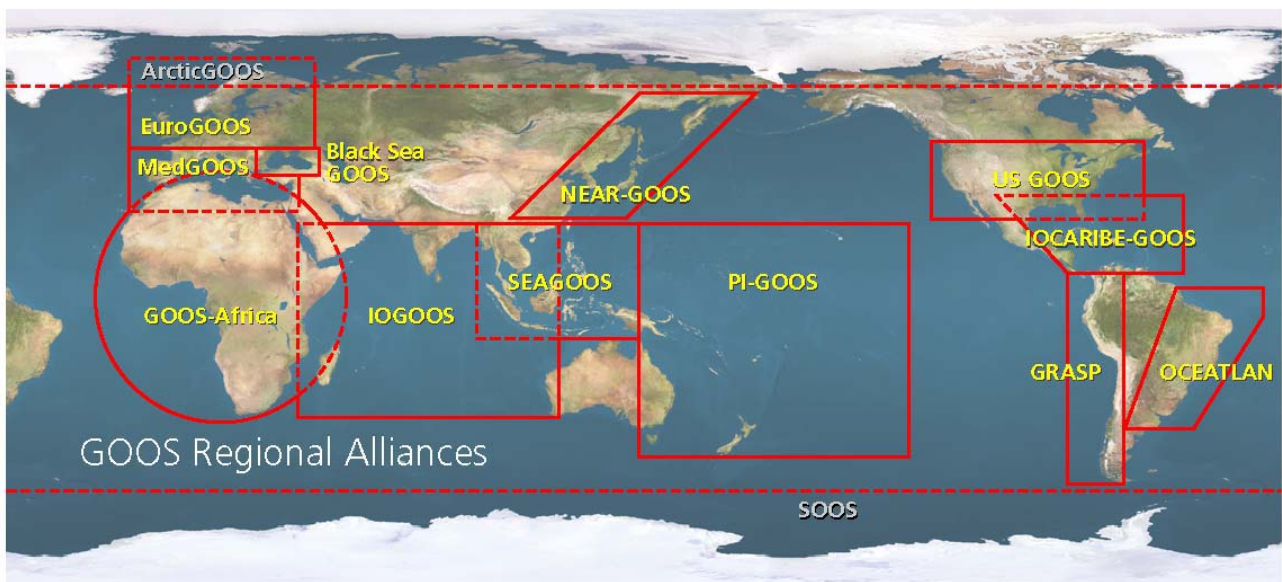 ArcticGOOS
EuroGOOS
MedGOOS
Black Sea
GOOS
NEAR-GOOS
US GOOS
IOCARIBE-GOOS
SEAGOOS
PI-GOOS
GOOS-Africa
IOGOOS
GRASP
OCEATLAN
GOOS Regional Alliances
SOOS